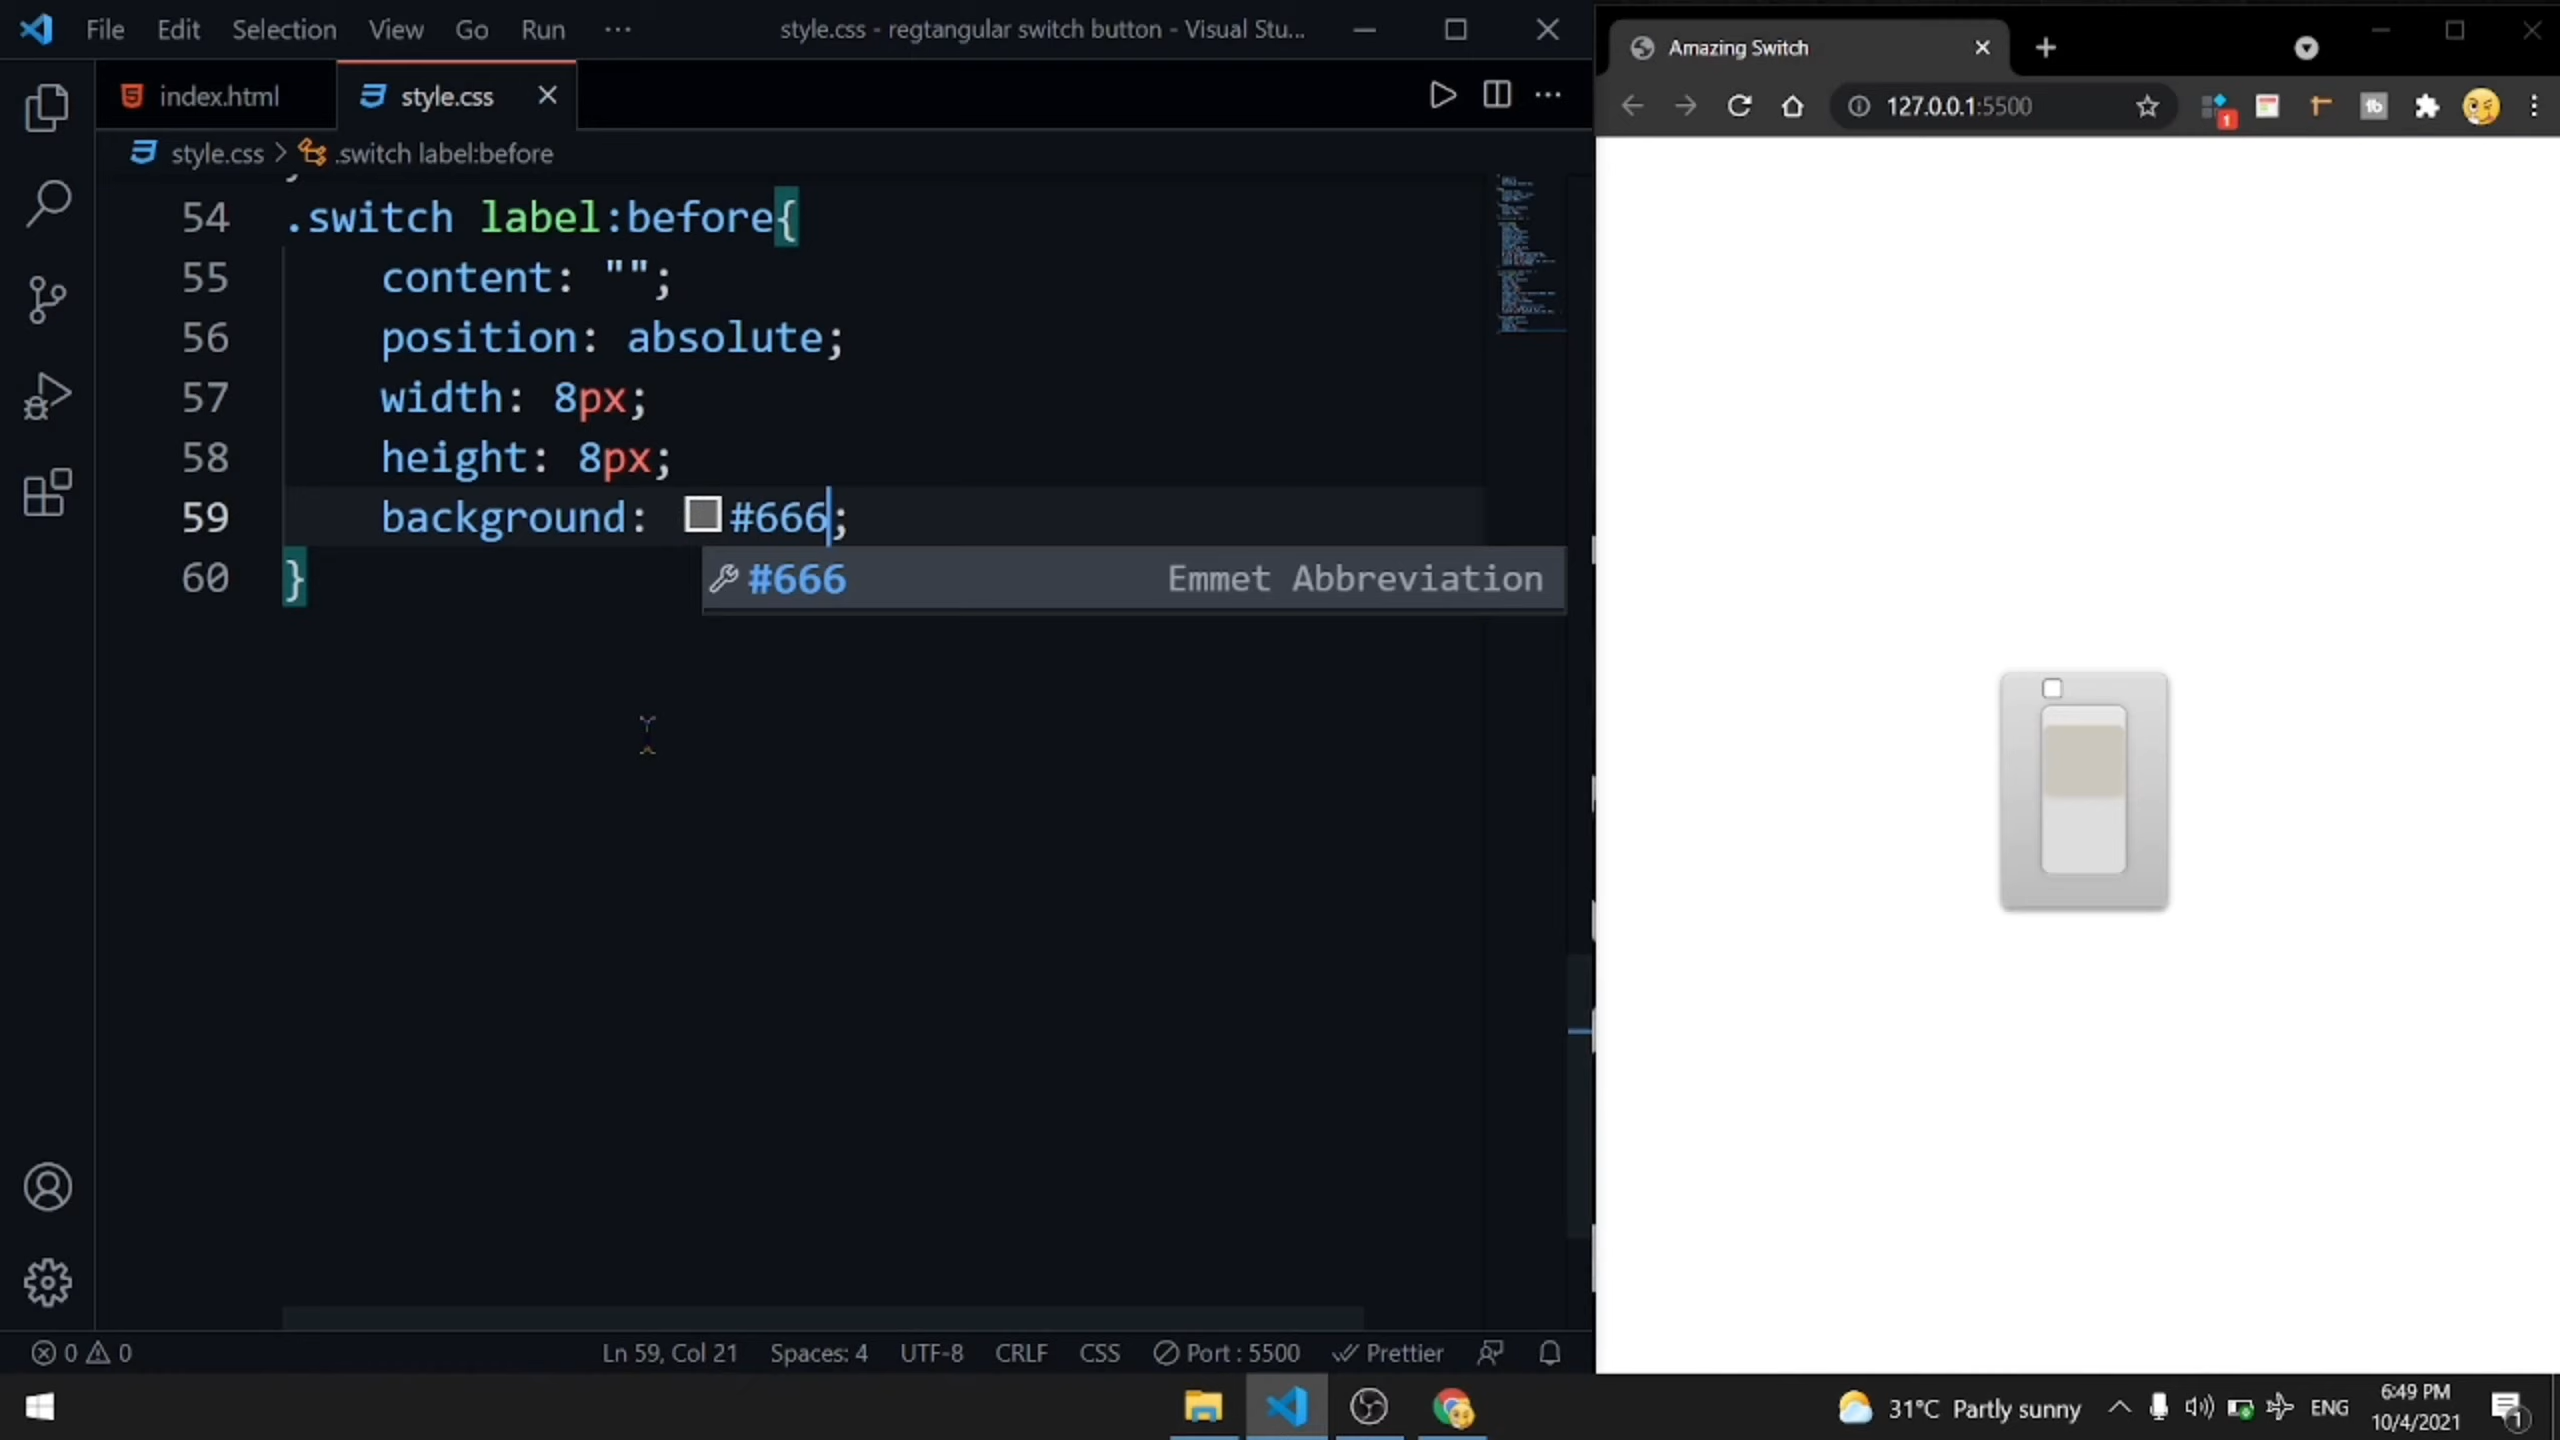 File Edit Selection View Go Run ··· style.css - regtangular switch button - Visual Stu...
index.html style.css
style.css > .switch label:before
54 .switch label:before{
55 content: "";
56 position: absolute;
57 width: 8px;
58 height: 8px;
59 background: #666;
#666 Emmet Abbreviation
60 }
0 0 Ln 59, Col 21 Spaces: 4 UTF-8 CRLF CSS Port : 5500 Prettier
Amazing Switch
127.0.0.1:5500
1
tb
31°C Partly sunny ENG 6:49 PM
10/4/2021
1